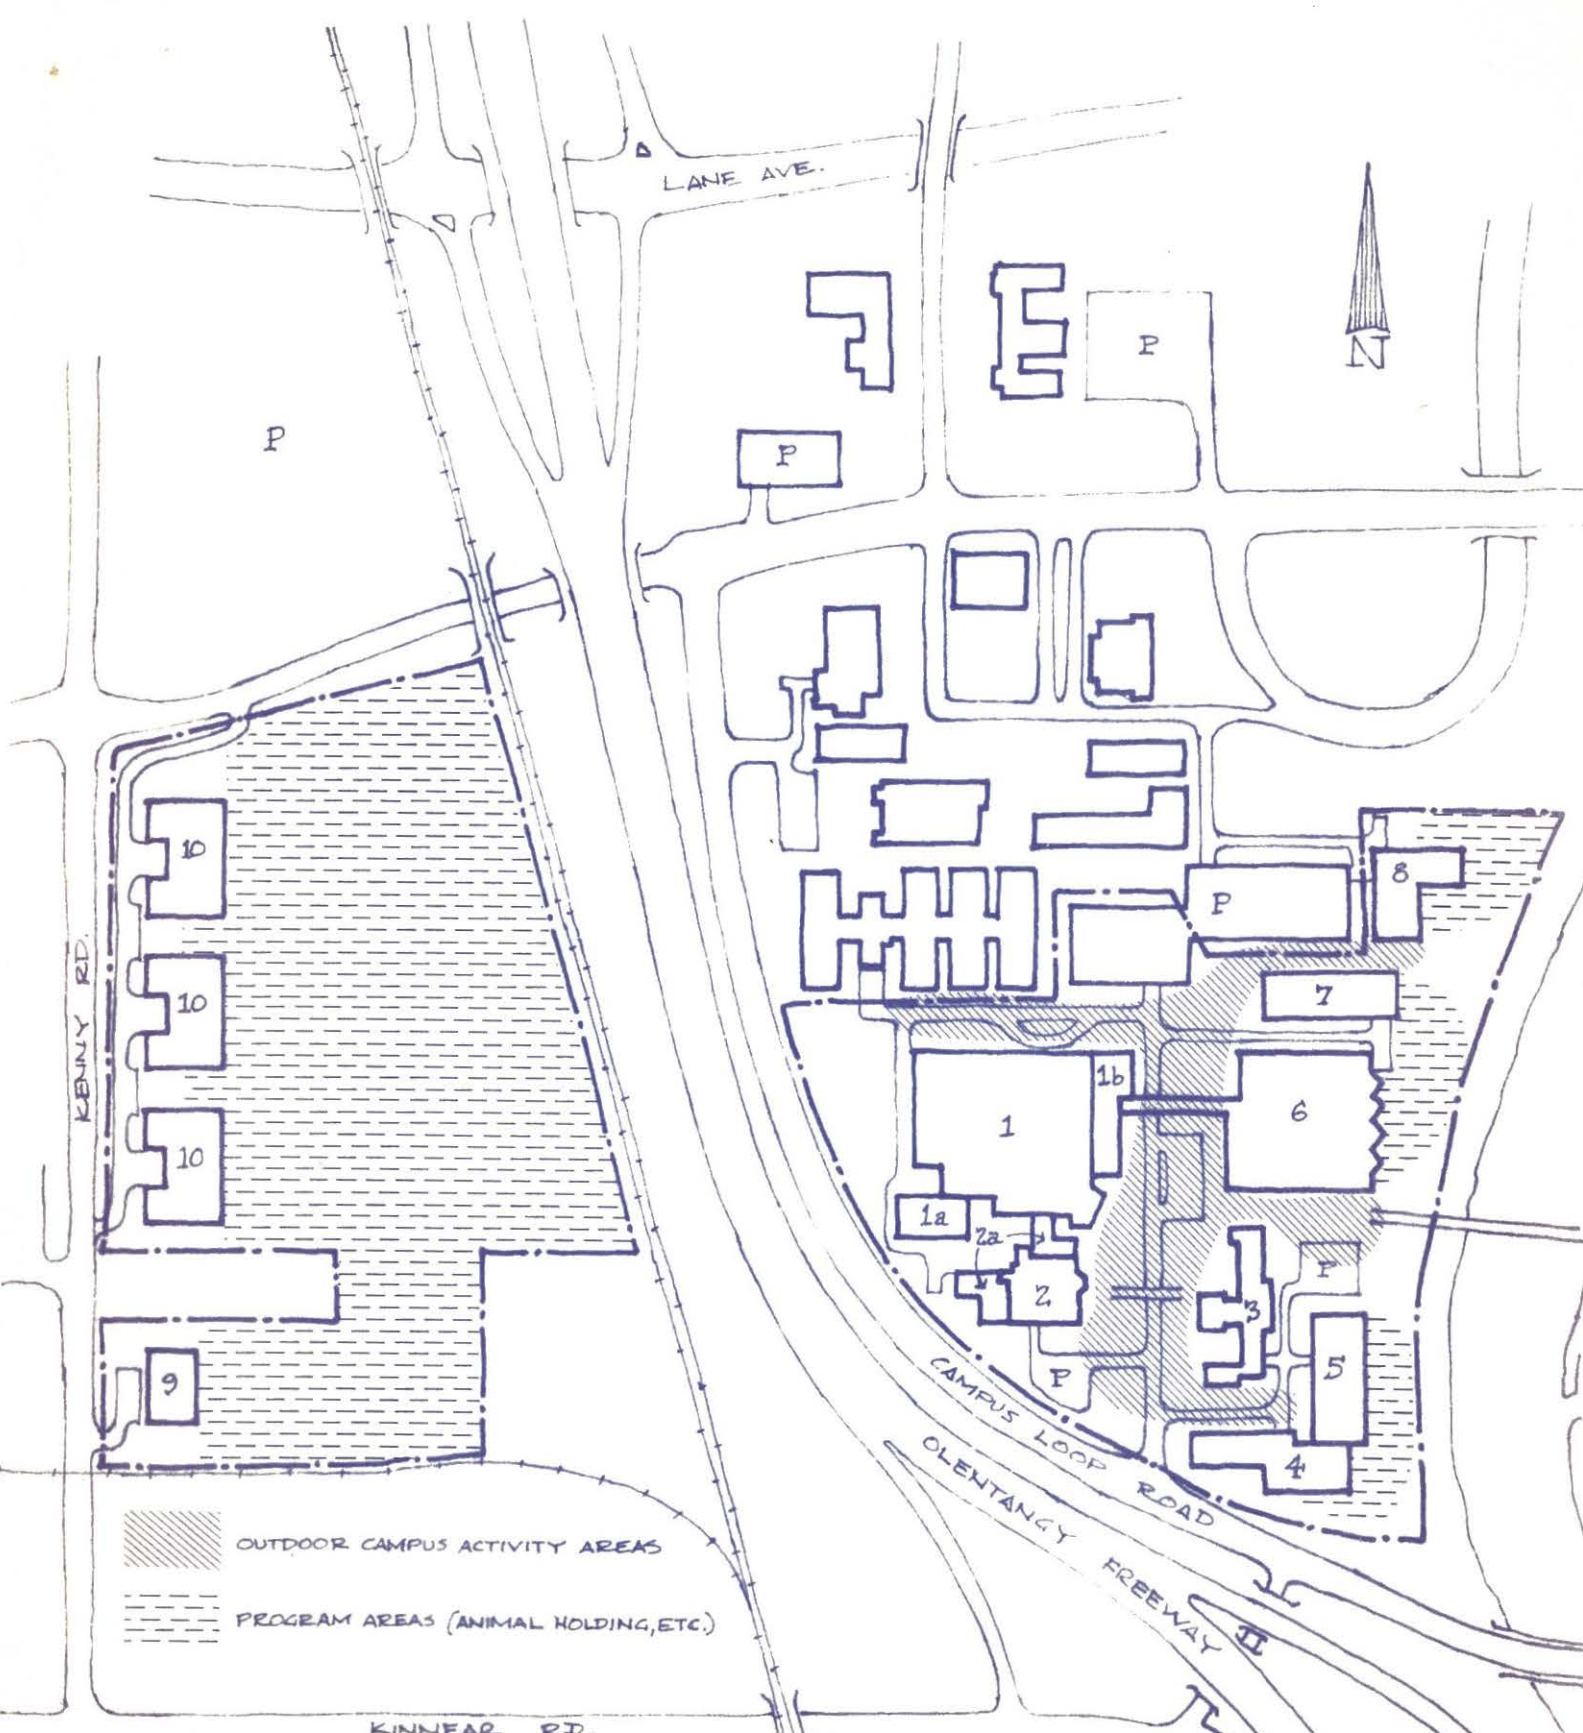 LANE AVE.
P
N
P
P
10
8
P
KENNY RD.
10
7
1b
1
6
10
1a
2a
P
2
3
5
P
9
CAMPUS LOOP ROAD
4
OLENTANGY FREEWAY
OUTDOOR CAMPUS ACTIVITY AREAS
PROGRAM AREAS (ANIMAL HOLDING, ETC.)
KINNEAR RD.